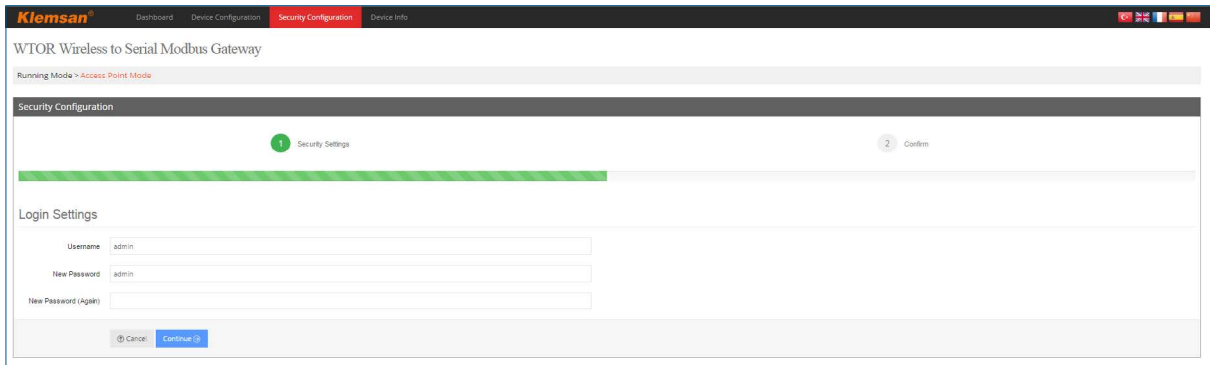 Klemsan® Dashboard Device Configuration Security Configuration Device Info
WTOR Wireless to Serial Modbus Gateway
Running Mode > Access Point Mode
Security Configuration
1 Security Settings 2 Confirm
Login Settings
Username admin
New Password admin
New Password (Again)
Cancel Continue